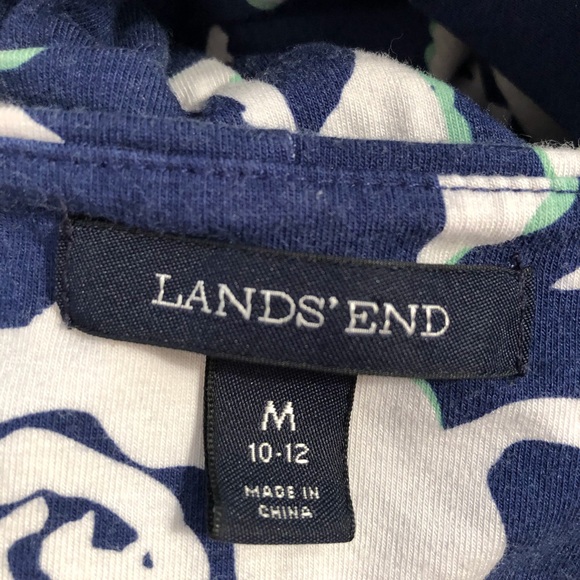 LANDS' END
M
10-12
MADE IN
CHINA